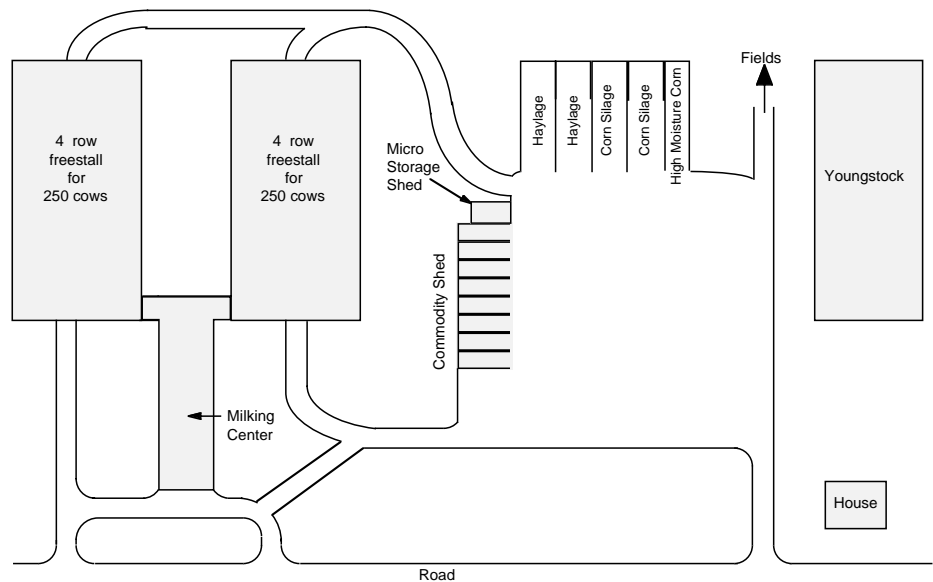 Fields
4 row
freestall
for
250 cows
4 row
freestall
for
250 cows
Micro
Storage
Shed
Haylage
Haylage
Corn Silage
Corn Silage
High Moisture Corn
Youngstock
Commodity Shed
Milking
Center
House
Road